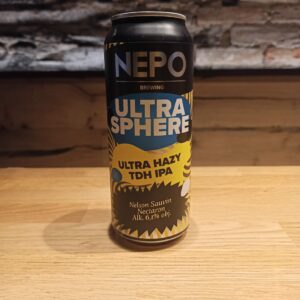 NEPO
BREWING
ULTRA
SPHERE
ULTRA HAZY
TDH IPA
Nelson Sauvin
Nectaron
Alk. 6,1% obj.